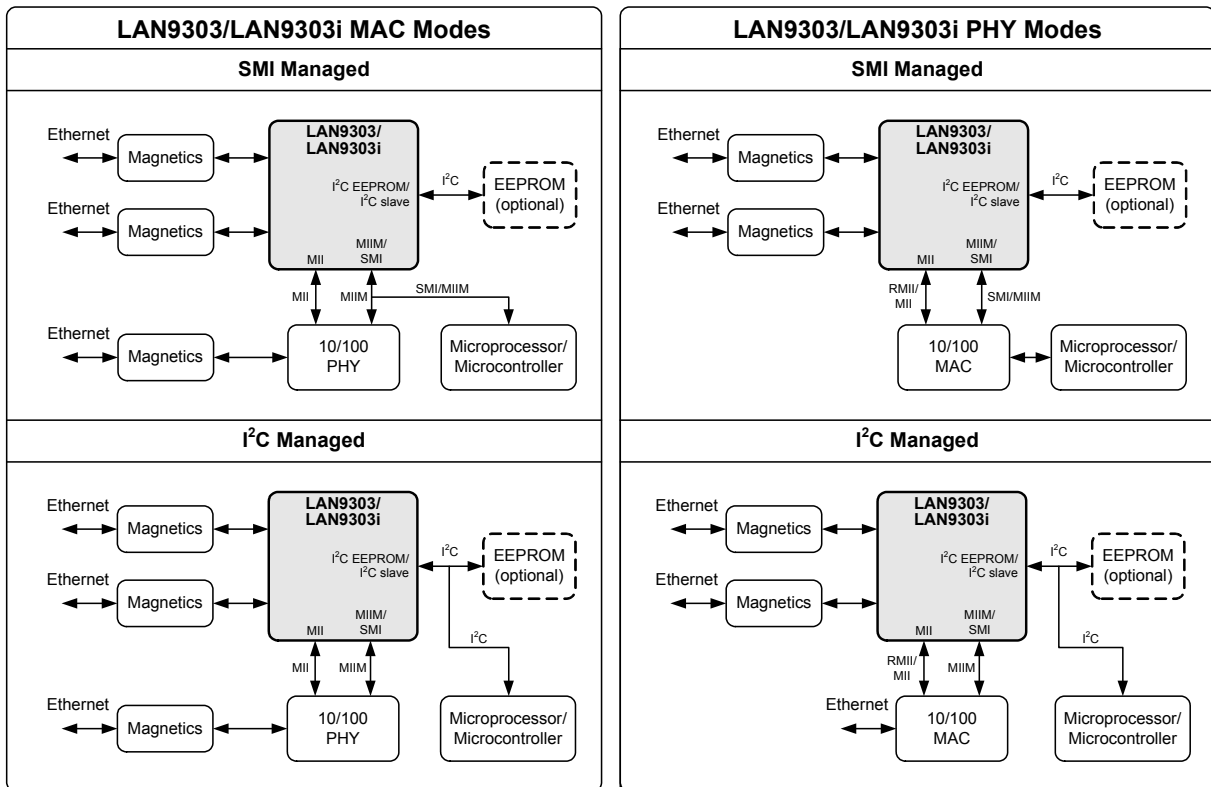 LAN9303/LAN9303i MAC Modes
SMI Managed
Ethernet
Magnetics
Ethernet
Magnetics
LAN9303/
LAN9303i
I²C EEPROM/
I²C slave
MIIM/
SMI
MII
I²C
EEPROM
(optional)
MII
MIIM
SMI/MIIM
Ethernet
Magnetics
10/100
PHY
Microprocessor/
Microcontroller
I²C Managed
Ethernet
Magnetics
Ethernet
Magnetics
LAN9303/
LAN9303i
I²C EEPROM/
I²C slave
MIIM/
SMI
MII
I²C
EEPROM
(optional)
I²C
MII
MIIM
Ethernet
Magnetics
10/100
PHY
Microprocessor/
Microcontroller
LAN9303/LAN9303i PHY Modes
SMI Managed
Ethernet
Magnetics
Ethernet
Magnetics
LAN9303/
LAN9303i
I²C EEPROM/
I²C slave
MIIM/
SMI
MII
I²C
EEPROM
(optional)
RMII/
MII
SMI/MIIM
10/100
MAC
Microprocessor/
Microcontroller
I²C Managed
Ethernet
Magnetics
Ethernet
Magnetics
LAN9303/
LAN9303i
I²C EEPROM/
I²C slave
MIIM/
SMI
MII
I²C
EEPROM
(optional)
I²C
RMII/
MII
MIIM
Ethernet
10/100
MAC
Microprocessor/
Microcontroller